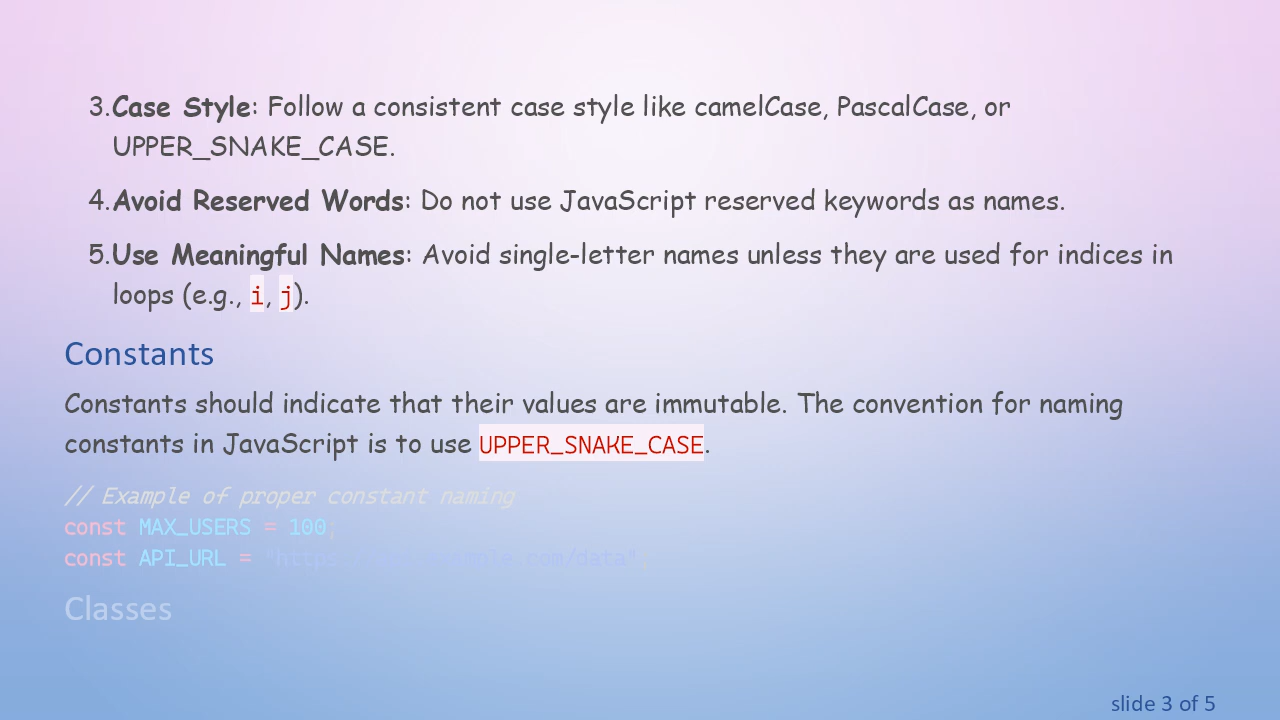 3.Case Style: Follow a consistent case style like camelCase, PascalCase, or
UPPER_SNAKE_CASE.
4.Avoid Reserved Words: Do not use JavaScript reserved keywords as names.
5.Use Meaningful Names: Avoid single-letter names unless they are used for indices in
loops (e.g., i, j).
Constants
Constants should indicate that their values are immutable. The convention for naming
constants in JavaScript is to use UPPER_SNAKE_CASE.
// Example of proper constant naming
const MAX_USERS = 100;
const API_URL =
Classes
slide 3 of 5